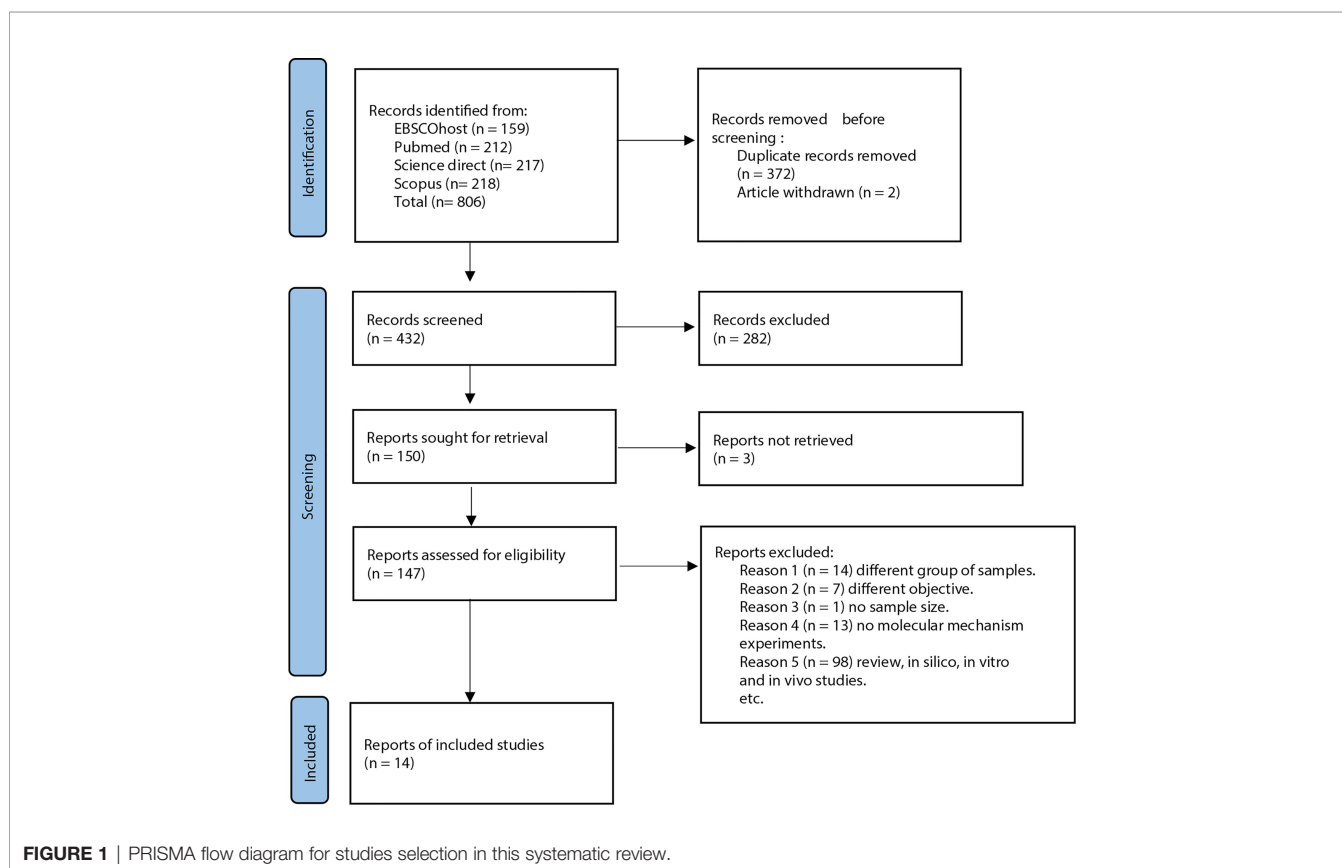 Identification
Records identified from:
EBSCOhost (n = 159)
Pubmed (n = 212)
Science direct (n= 217)
Scopus (n= 218)
Total (n= 806)
Records removed before
screening :
Duplicate records removed
(n = 372)
Article withdrawn (n = 2)
Screening
Records screened
(n = 432)
Records excluded
(n = 282)
Reports sought for retrieval
(n = 150)
Reports not retrieved
(n = 3)
Reports assessed for eligibility
(n = 147)
Reports excluded:
Reason 1 (n = 14) different group of samples.
Reason 2 (n = 7) different objective.
Reason 3 (n = 1) no sample size.
Reason 4 (n = 13) no molecular mechanism
experiments.
Reason 5 (n = 98) review, in silico, in vitro
and in vivo studies.
etc.
Included
Reports of included studies
(n = 14)
FIGURE 1 | PRISMA flow diagram for studies selection in this systematic review.